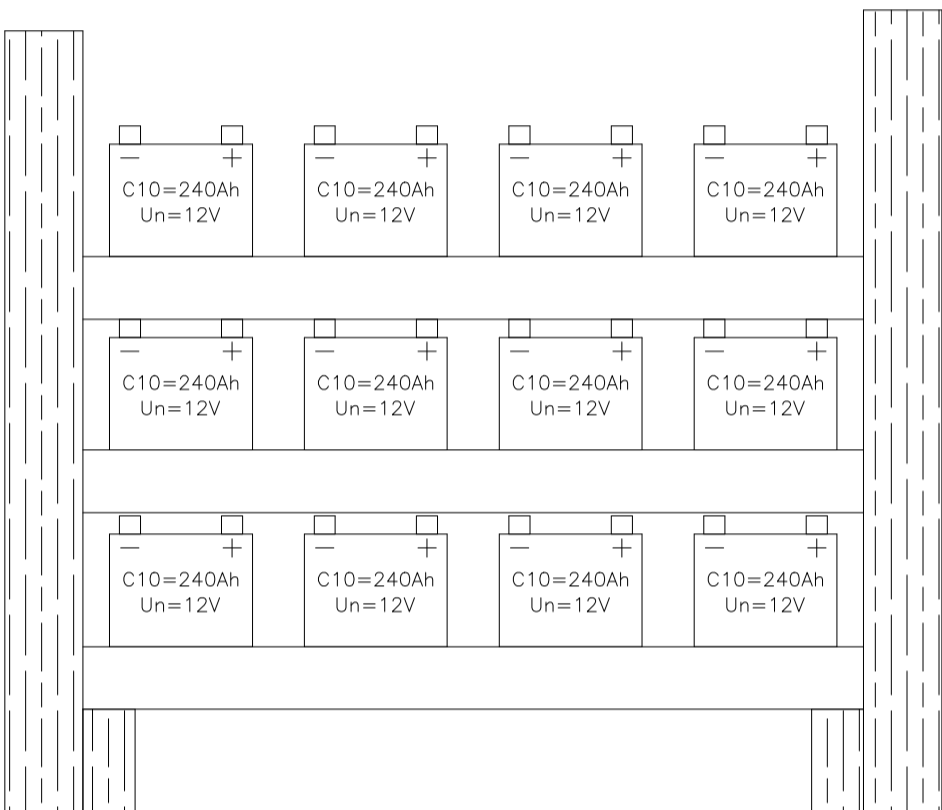 − + − + − + − +
C10=240Ah C10=240Ah C10=240Ah C10=240Ah
Un=12V Un=12V Un=12V Un=12V
− + − + − + − +
C10=240Ah C10=240Ah C10=240Ah C10=240Ah
Un=12V Un=12V Un=12V Un=12V
− + − + − + − +
C10=240Ah C10=240Ah C10=240Ah C10=240Ah
Un=12V Un=12V Un=12V Un=12V